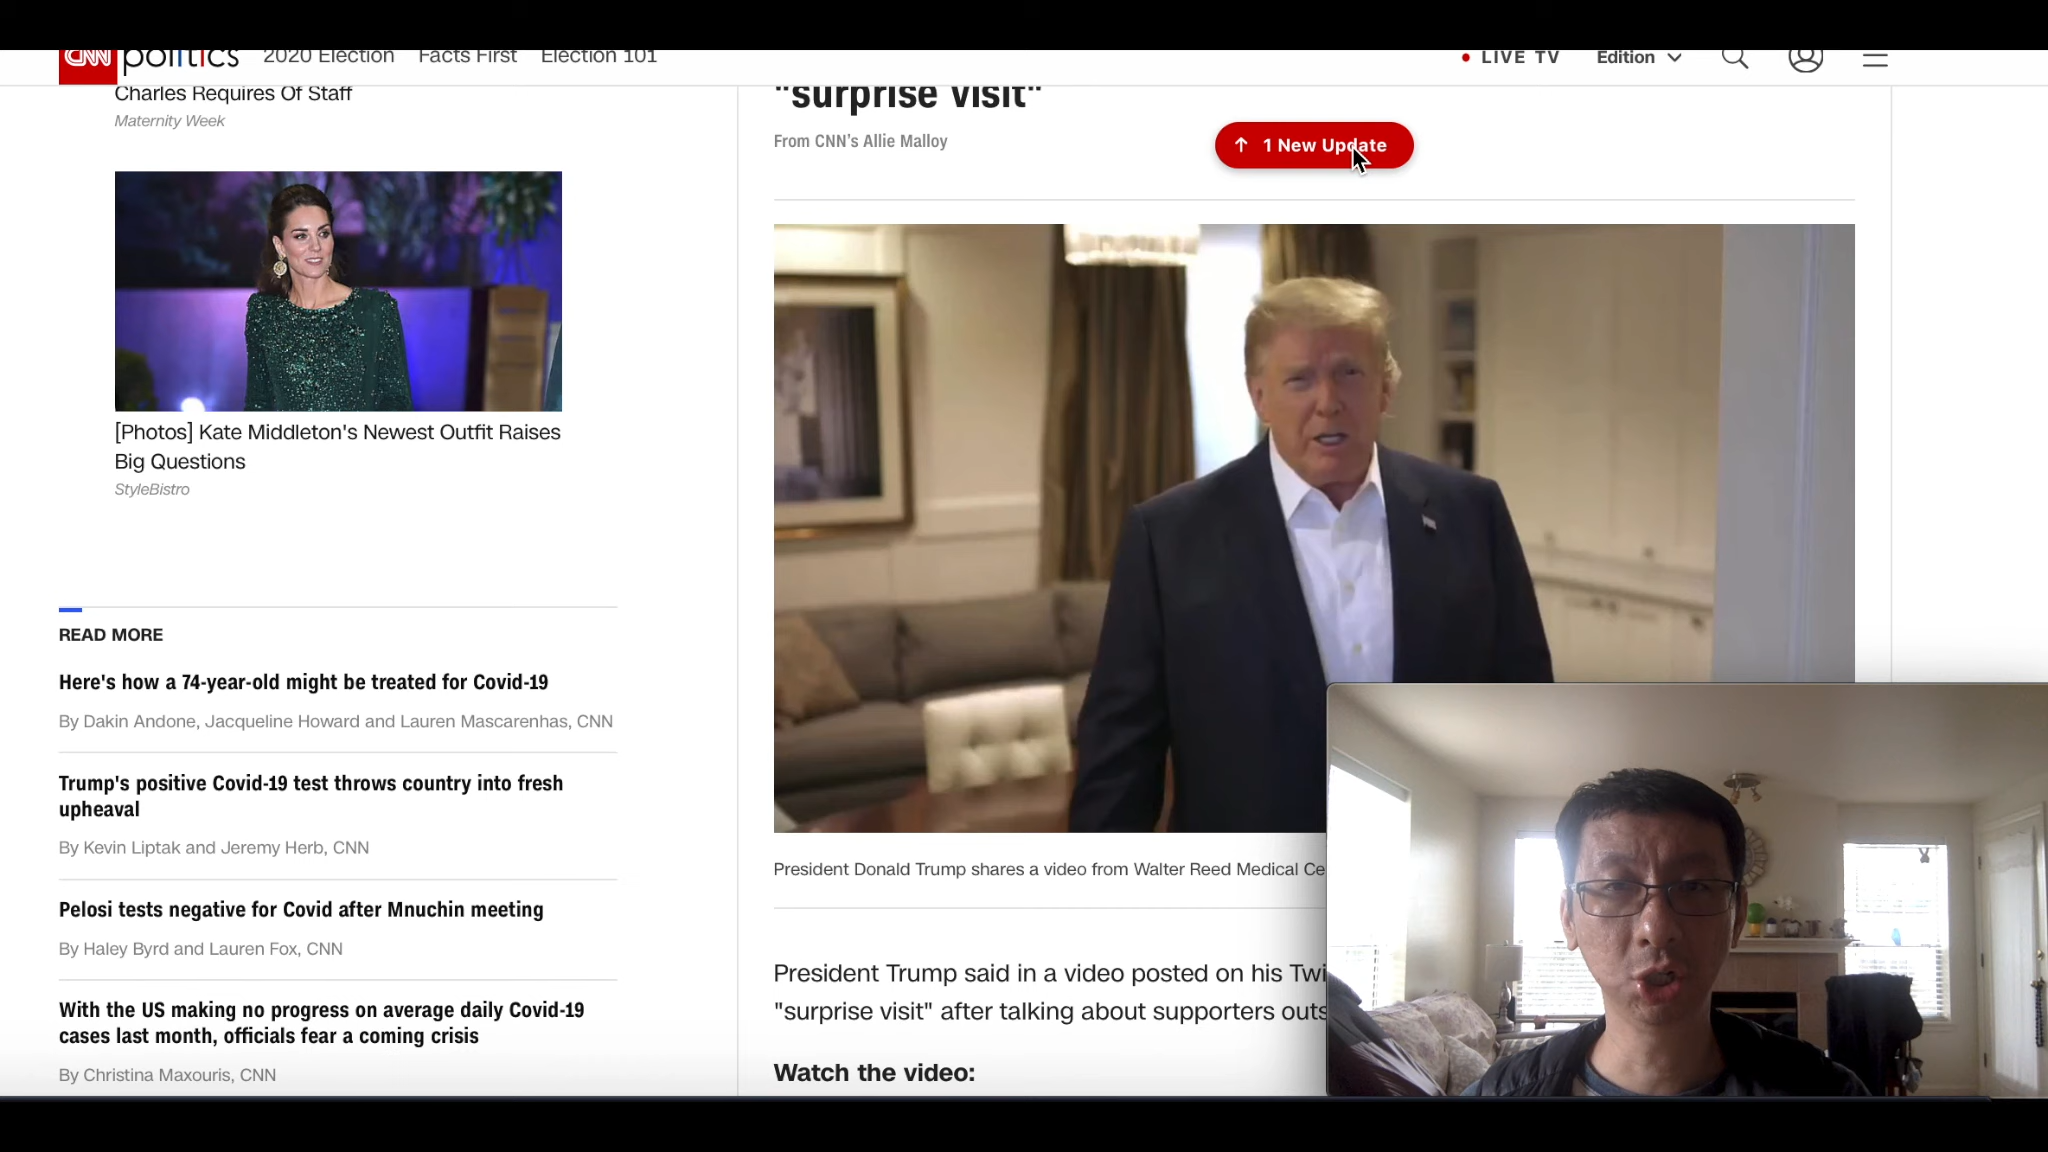 CNN politics 2020 Election Facts First Election 101 LIVE TV Edition
Charles Requires Of Staff
Maternity Week
[Photos] Kate Middleton's Newest Outfit Raises
Big Questions
StyleBistro
READ MORE
Here's how a 74-year-old might be treated for Covid-19
By Dakin Andone, Jacqueline Howard and Lauren Mascarenhas, CNN
Trump's positive Covid-19 test throws country into fresh
upheaval
By Kevin Liptak and Jeremy Herb, CNN
Pelosi tests negative for Covid after Mnuchin meeting
By Haley Byrd and Lauren Fox, CNN
With the US making no progress on average daily Covid-19
cases last month, officials fear a coming crisis
By Christina Maxouris, CNN
"surprise visit"
From CNN's Allie Malloy
↑ 1 New Update
President Donald Trump shares a video from Walter Reed Medical Ce
President Trump said in a video posted on his Twi
"surprise visit" after talking about supporters outs
Watch the video: